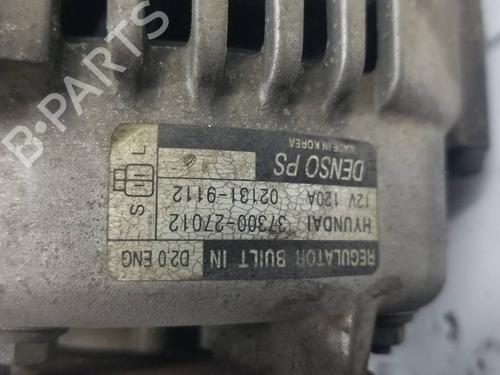 B-PARTS
REGULATOR BUILT IN D2.0 ENG
HYUNDAI 37300-27012 S L
12V 120A 02131-9112
DENSO PS
MADE IN KOREA